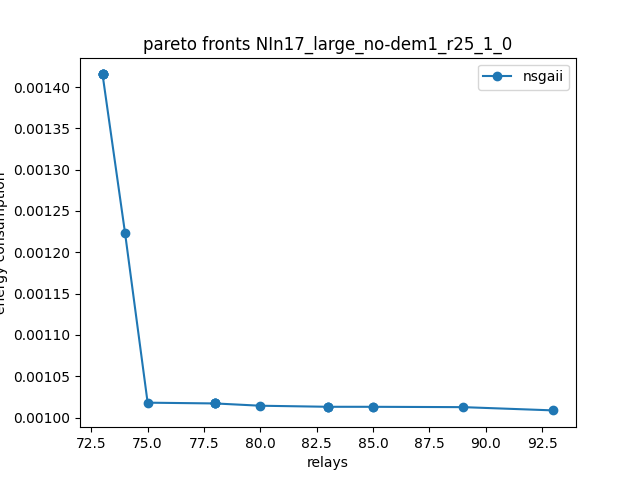 pareto fronts NIn17_large_no-dem1_r25_1_0
nsgaii
0.00140
0.00135
0.00130
0.00125
0.00120
0.00115
0.00110
0.00105
0.00100
energy consumption
72.5 75.0 77.5 80.0 82.5 85.0 87.5 90.0 92.5
relays